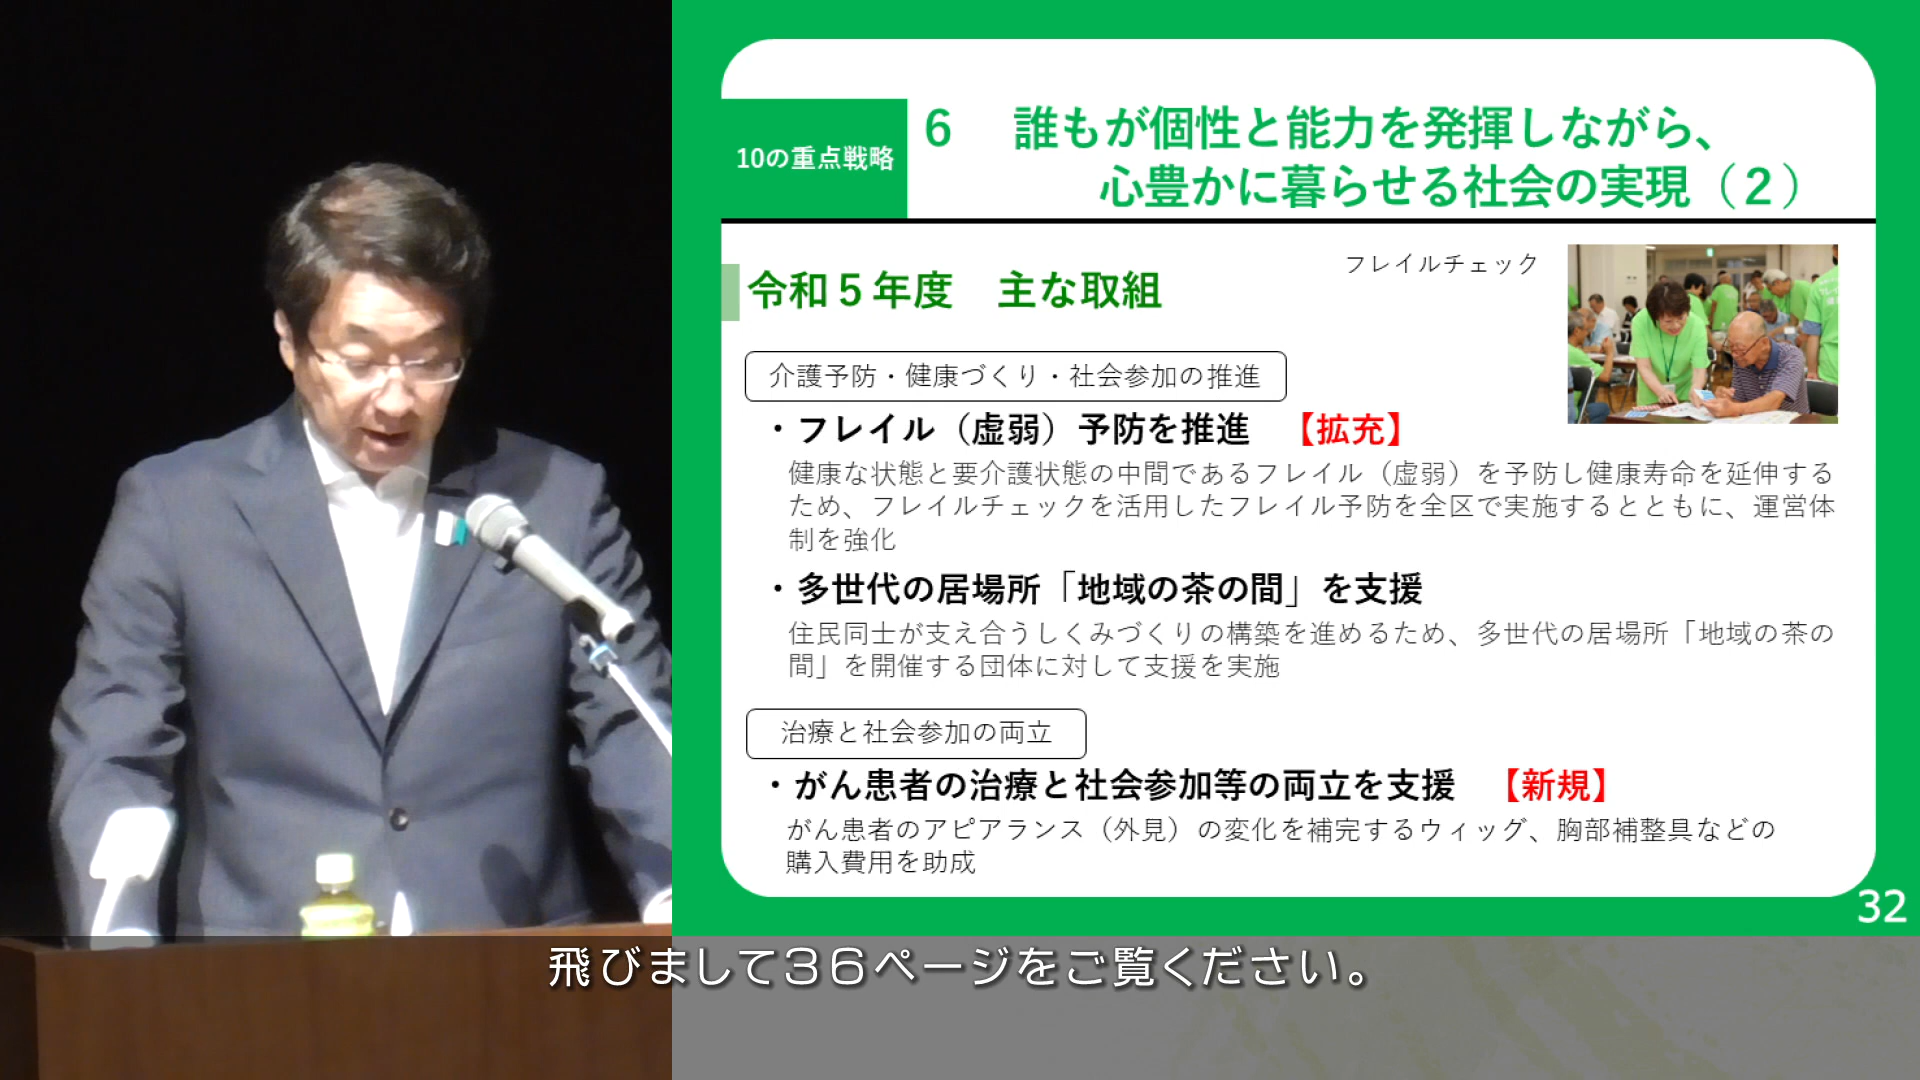 10の重点戦略
6 誰もが個性と能力を発揮しながら、
心豊かに暮らせる社会の実現（2）
令和５年度 主な取組
フレイルチェック
介護予防・健康づくり・社会参加の推進
・フレイル（虚弱）予防を推進 【拡充】
健康な状態と要介護状態の中間であるフレイル（虚弱）を予防し健康寿命を延伸する
ため、フレイルチェックを活用したフレイル予防を全区で実施するとともに、運営体
制を強化
・多世代の居場所「地域の茶の間」を支援
住民同士が支え合うしくみづくりの構築を進めるため、多世代の居場所「地域の茶の
間」を開催する団体に対して支援を実施
治療と社会参加の両立
・がん患者の治療と社会参加等の両立を支援 【新規】
がん患者のアピアランス（外見）の変化を補完するウィッグ、胸部補整具などの
購入費用を助成
32
飛びまして３６ページをご覧ください。